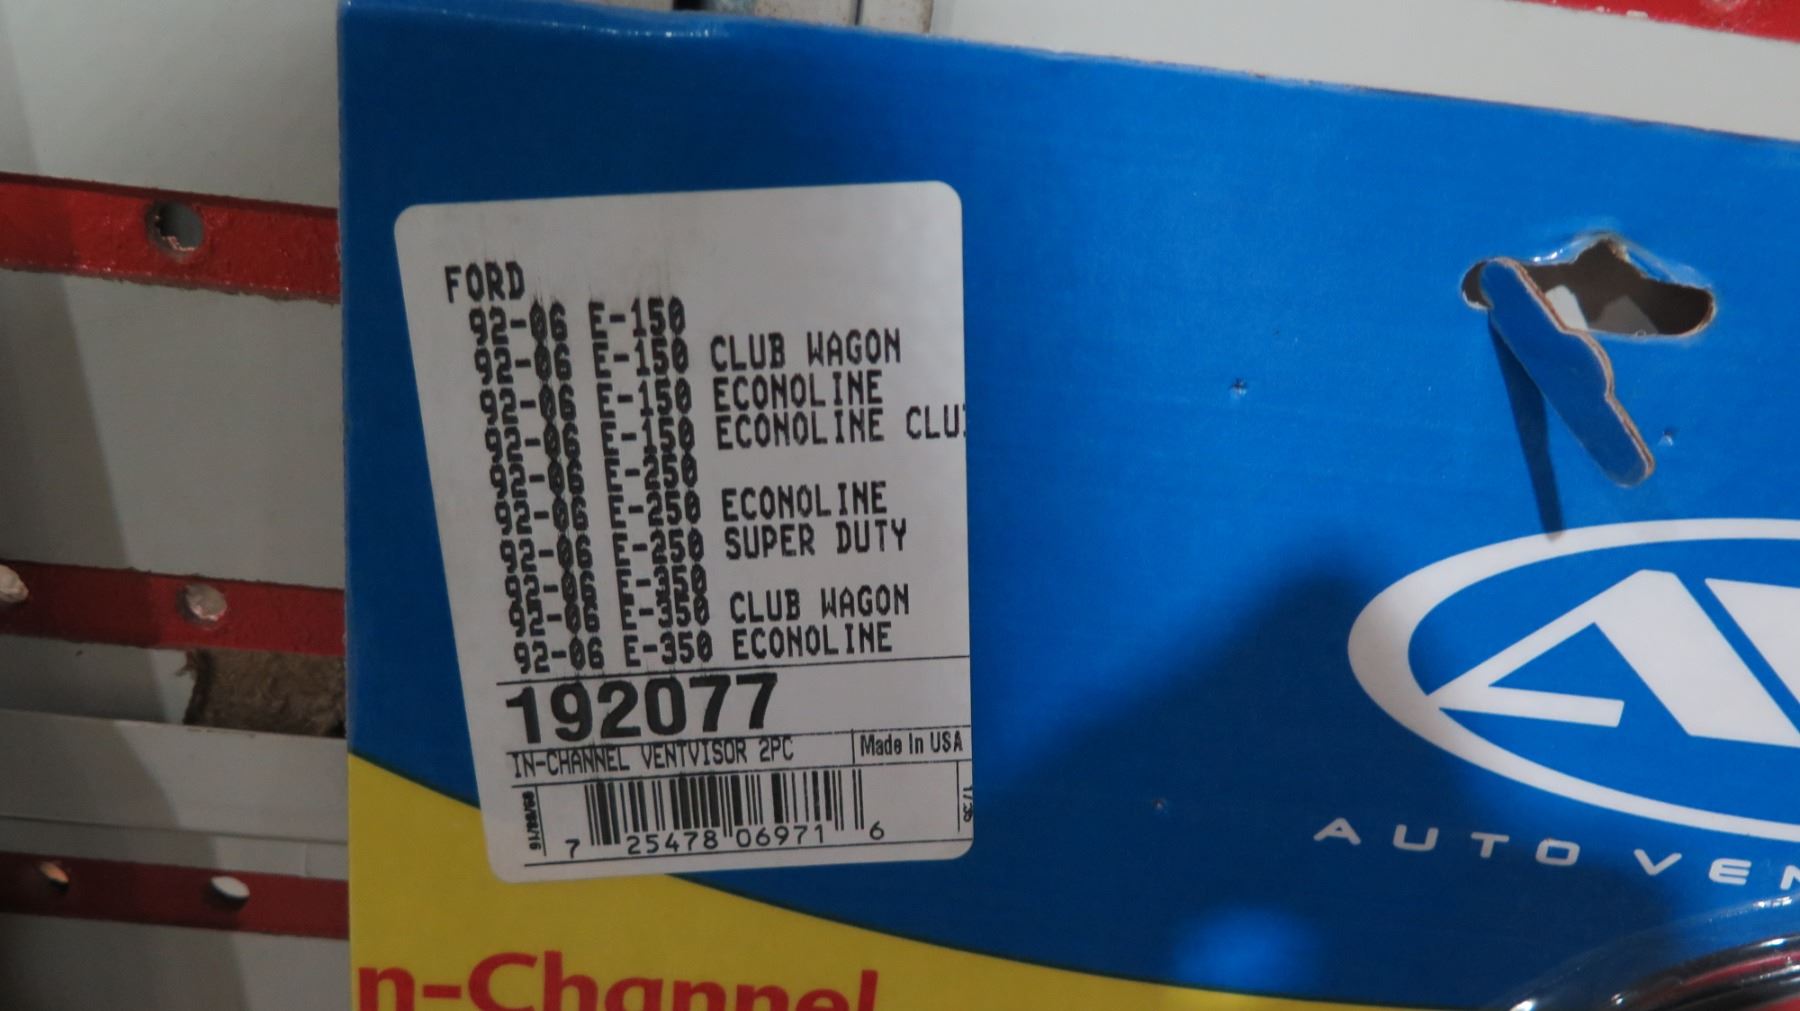 FORD
92-06 E-150
92-06 E-150 CLUB WAGON
92-06 E-150 ECONOLINE
92-06 E-150 ECONOLINE CLU
92-06 E-250
92-06 E-250 ECONOLINE
92-06 E-250 SUPER DUTY
92-06 E-350
92-06 E-350 CLUB WAGON
92-06 E-350 ECONOLINE
192077
IN-CHANNEL VENTVISOR 2PC
Made In USA
7 25478 06971 6
AV
AUTO VEN
n-Channel